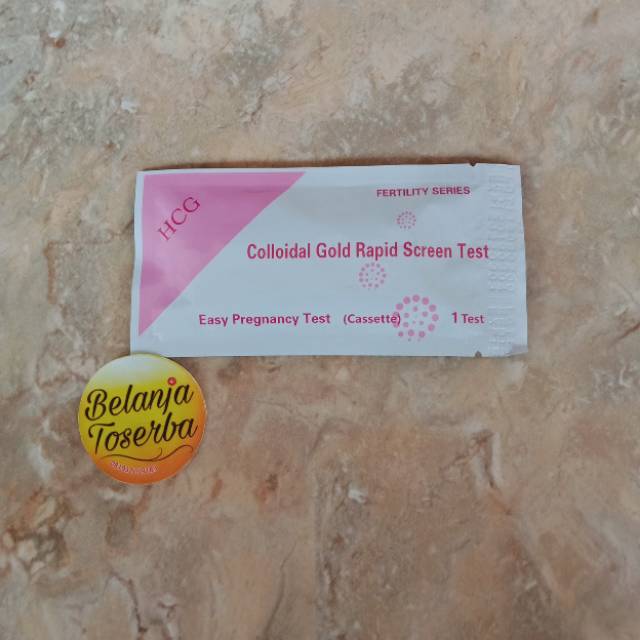 HCG
FERTILITY SERIES
Colloidal Gold Rapid Screen Test
Easy Pregnancy Test (Cassette) 1 Test
Belanja
Toserba